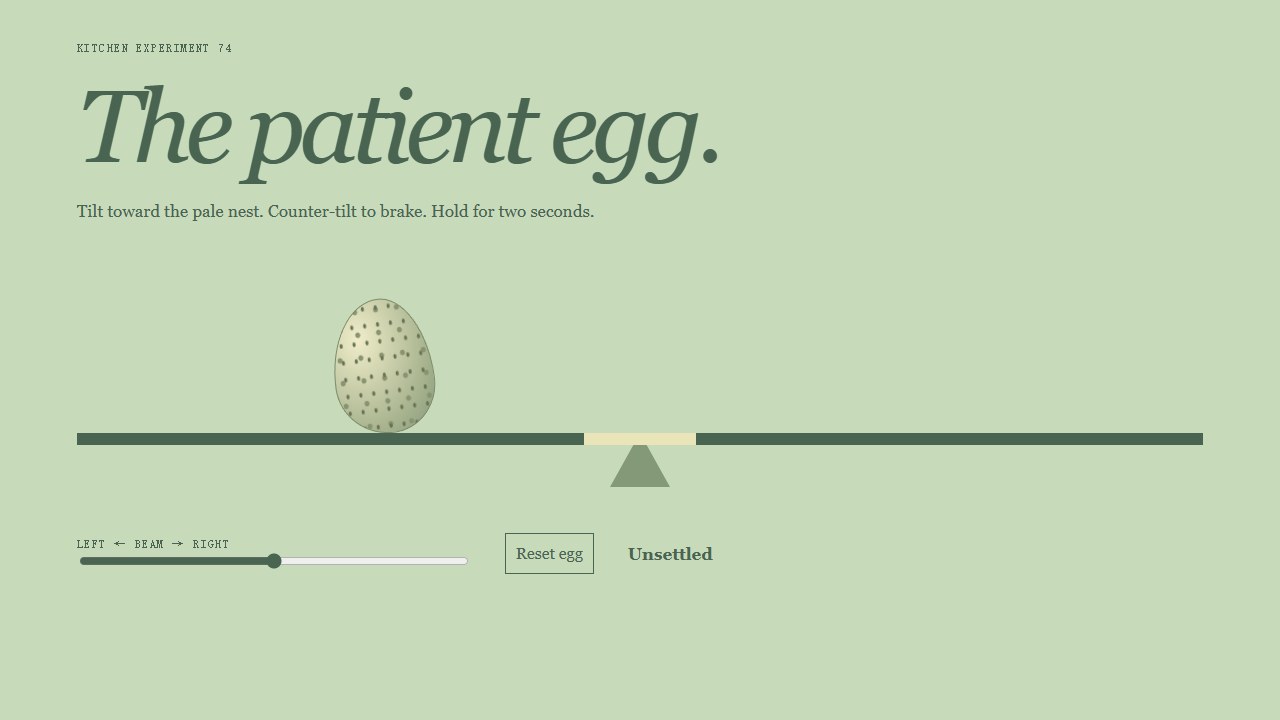 KITCHEN EXPERIMENT 74
The patient egg.
Tilt toward the pale nest. Counter-tilt to brake. Hold for two seconds.
LEFT ← BEAM → RIGHT
Reset egg
Unsettled